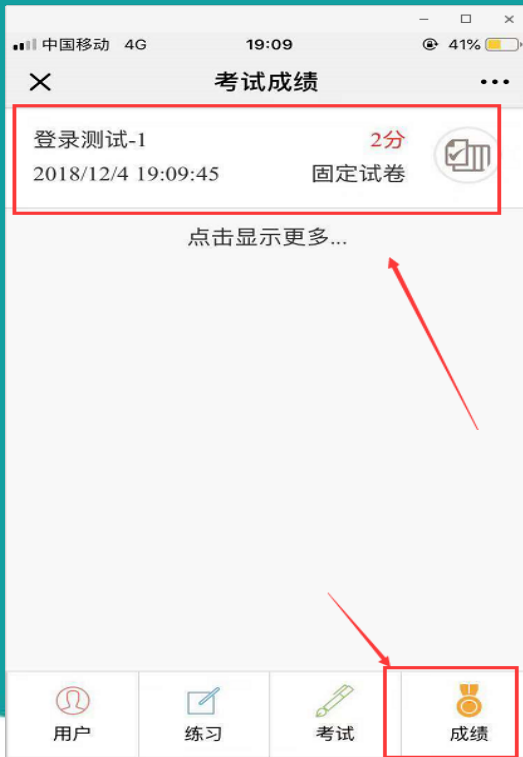 中国移动 4G 19:09 41%
考试成绩
登录测试-1 2分
2018/12/4 19:09:45 固定试卷
点击显示更多...
用户 练习 考试 成绩